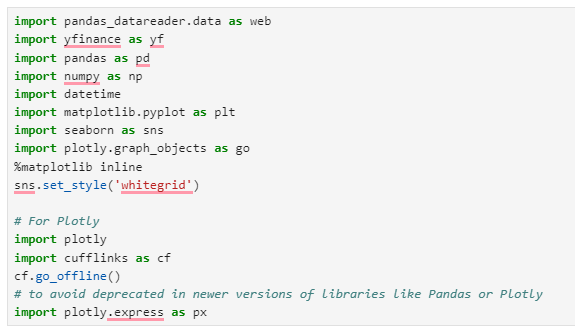 import pandas_datareader.data as web
import yfinance as yf
import pandas as pd
import numpy as np
import datetime
import matplotlib.pyplot as plt
import seaborn as sns
import plotly.graph_objects as go
%matplotlib inline
sns.set_style('whitegrid')
# For Plotly
import plotly
import cufflinks as cf
cf.go_offline()
# to avoid deprecated in newer versions of libraries like Pandas or Plotly
import plotly.express as px